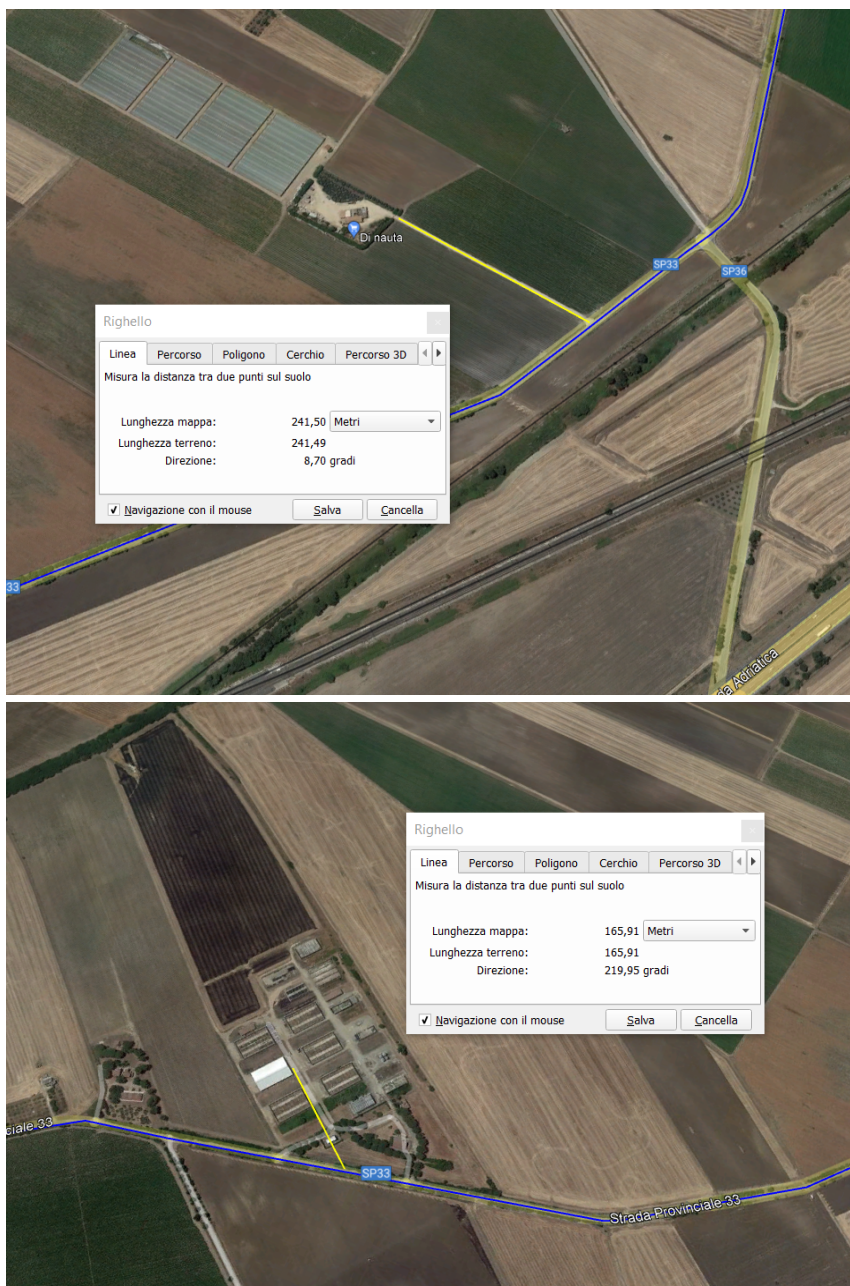 Di nauta
SP33
SP36
Righello
Linea Percorso Poligono Cerchio Percorso 3D
Misura la distanza tra due punti sul suolo
Lunghezza mappa: 241,50 Metri
Lunghezza terreno: 241,49
Direzione: 8,70 gradi
Navigazione con il mouse Salva Cancella
33
da Adriatica
Righello
Linea Percorso Poligono Cerchio Percorso 3D
Misura la distanza tra due punti sul suolo
Lunghezza mappa: 165,91 Metri
Lunghezza terreno: 165,91
Direzione: 219,95 gradi
Navigazione con il mouse Salva Cancella
ciale 33
SP33
Strada Provinciale 33